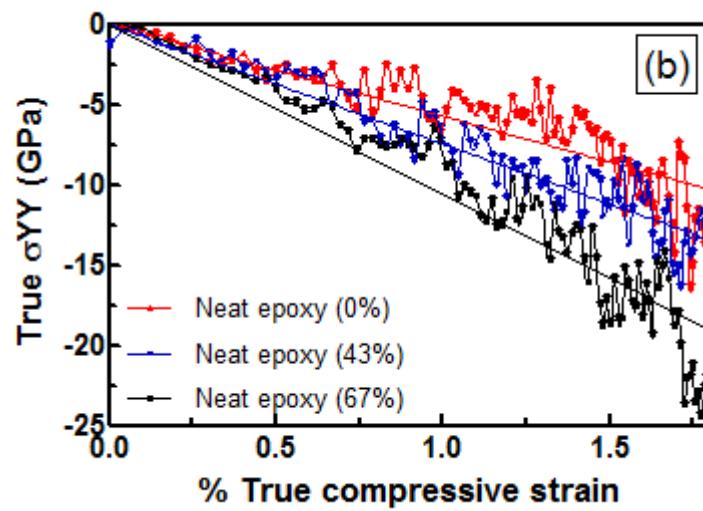 (b)
0
-5
-10
-15
-20
-25
True σYY (GPa)
Neat epoxy (0%)
Neat epoxy (43%)
Neat epoxy (67%)
0.0 0.5 1.0 1.5
% True compressive strain